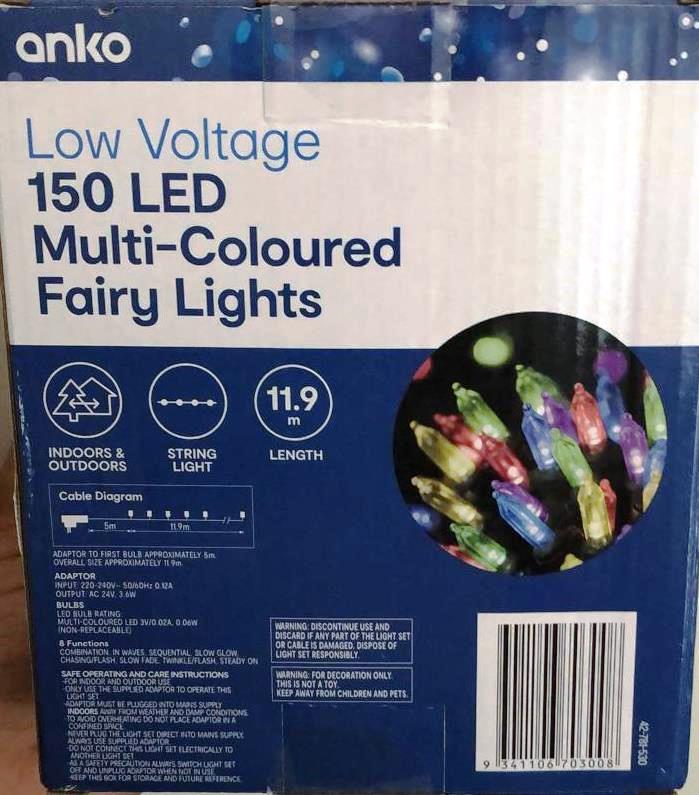 anko
Low Voltage
150 LED
Multi-Coloured
Fairy Lights
11.9
m
INDOORS &
OUTDOORS
STRING
LIGHT
LENGTH
Cable Diagram
5m
11.9m
ADAPTOR TO FIRST BULB APPROXIMATELY 5m.
OVERALL SIZE APPROXIMATELY 11.9m.
ADAPTOR
INPUT: 220-240V~ 50/60Hz 0.12A
OUTPUT: AC 24V, 3.6W
BULBS
LED BULB RATING:
MULTI-COLOURED LED 3V/0.02A, 0.06W
(NON-REPLACEABLE)
8 Functions
COMBINATION, IN WAVES, SEQUENTIAL, SLOW GLOW,
CHASING/FLASH, SLOW FADE, TWINKLE/FLASH, STEADY ON
SAFE OPERATING AND CARE INSTRUCTIONS
-FOR INDOOR AND OUTDOOR USE
-ONLY USE THE SUPPLIED ADAPTOR TO OPERATE THIS
LIGHT SET
-ADAPTOR MUST BE PLUGGED INTO MAINS SUPPLY
INDOORS AWAY FROM WEATHER AND DAMP CONDITIONS.
-TO AVOID OVERHEATING DO NOT PLACE ADAPTOR IN A
CONFINED SPACE
-NEVER PLUG THE LIGHT SET DIRECT INTO MAINS SUPPLY.
ALWAYS USE SUPPLIED ADAPTOR
-DO NOT CONNECT THIS LIGHT SET ELECTRICALLY TO
ANOTHER LIGHT SET
-AS A SAFETY PRECAUTION ALWAYS SWITCH LIGHT SET
OFF AND UNPLUG ADAPTOR WHEN NOT IN USE
-KEEP THIS BOX FOR STORAGE AND FUTURE REFERENCE.
WARNING: DISCONTINUE USE AND
DISCARD IF ANY PART OF THE LIGHT SET
OR CABLE IS DAMAGED. DISPOSE OF
LIGHT SET RESPONSIBLY.
WARNING: FOR DECORATION ONLY.
THIS IS NOT A TOY.
KEEP AWAY FROM CHILDREN AND PETS.
9 341106 703008
42-781-530